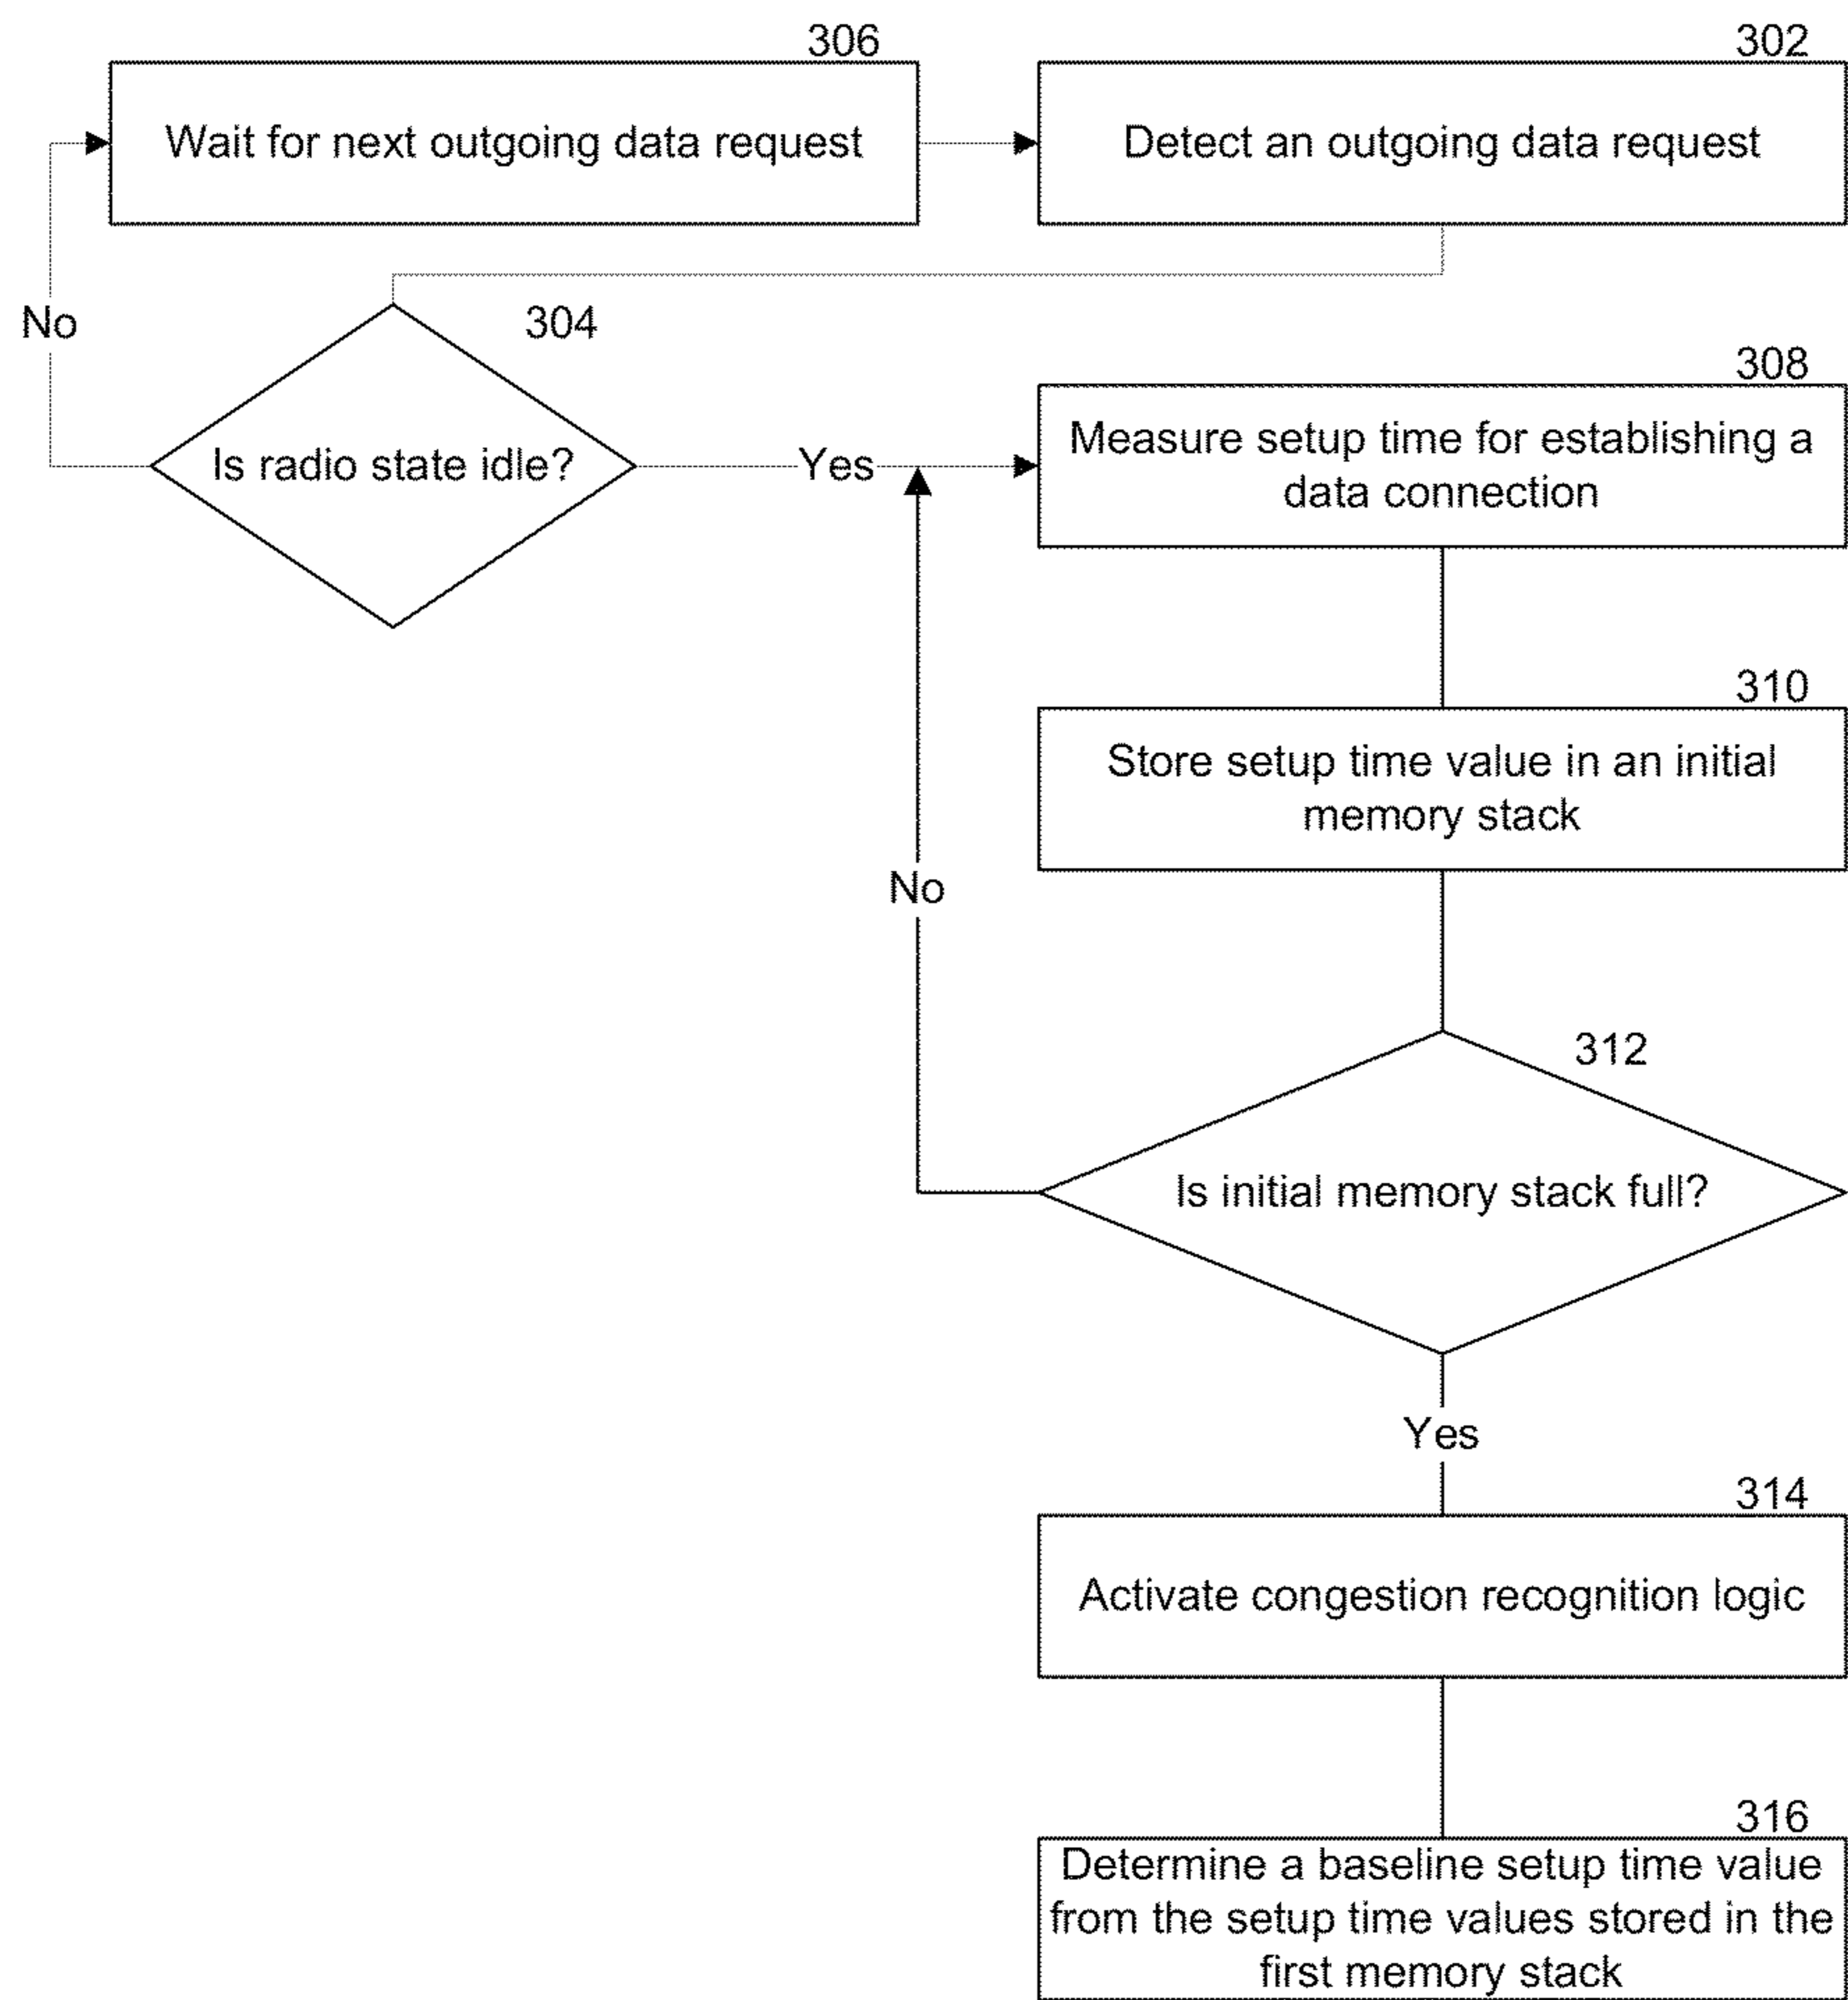 306
302
Wait for next outgoing data request
Detect an outgoing data request
No
304
308
Is radio state idle?
Yes
Measure setup time for establishing a
data connection
310
Store setup time value in an initial
memory stack
No
312
Is initial memory stack full?
Yes
314
Activate congestion recognition logic
316
Determine a baseline setup time value
from the setup time values stored in the
first memory stack